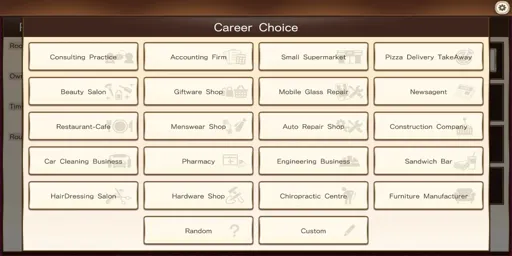 Career Choice
Consulting Practice
Accounting Firm
Small Supermarket
Pizza Delivery TakeAway
Beauty Salon
Giftware Shop
Mobile Glass Repair
Newsagent
Restaurant-Cafe
Menswear Shop
Auto Repair Shop
Construction Company
Car Cleaning Business
Pharmacy
Engineering Business
Sandwich Bar
HairDressing Salon
Hardware Shop
Chiropractic Centre
Furniture Manufacturer
Random
Custom